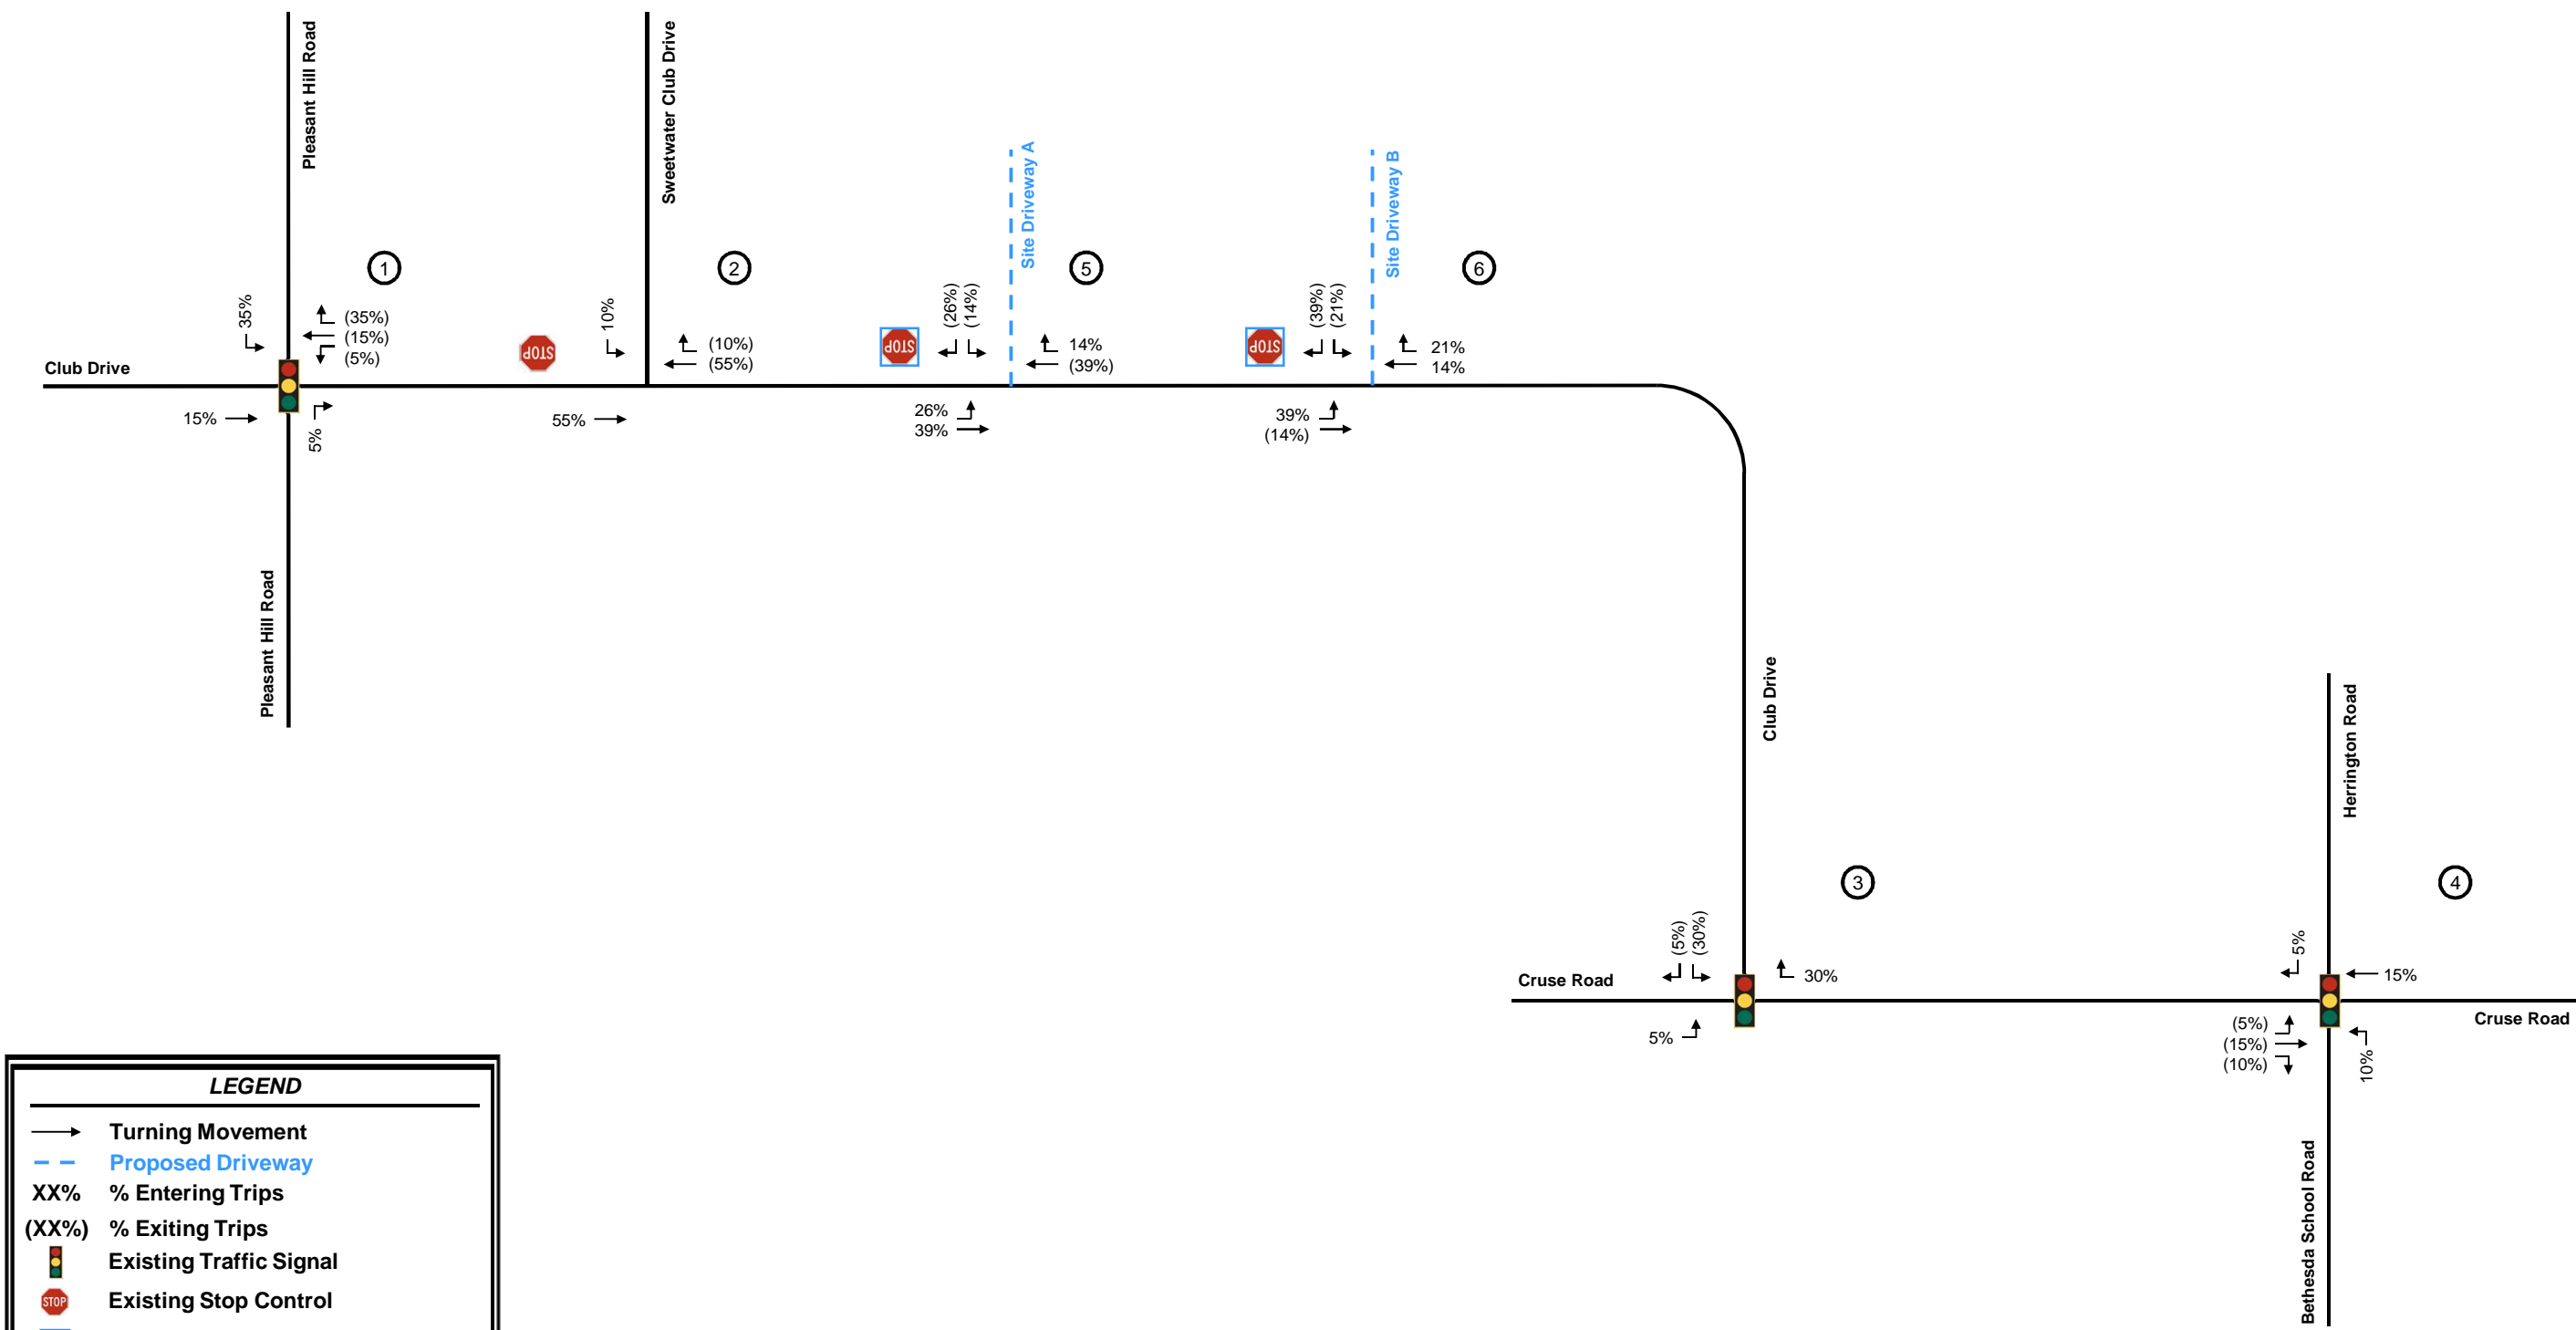 Pleasant Hill Road
Sweetwater Club Drive
Site Driveway A
Site Driveway B
1
2
5
6
35%
(35%)
(15%)
(5%)
STOP
10%
(10%)
(55%)
STOP
(26%)
(14%)
14%
(39%)
STOP
(39%)
(21%)
21%
14%
Club Drive
15%
5%
55%
26%
39%
39%
(14%)
Pleasant Hill Road
Club Drive
Herrington Road
3
4
(5%)
(30%)
30%
Cruse Road
5%
5%
15%
Cruse Road
(5%)
(15%)
(10%)
10%
Bethesda School Road
LEGEND
Turning Movement
Proposed Driveway
XX% % Entering Trips
(XX%) % Exiting Trips
Existing Traffic Signal
STOP Existing Stop Control